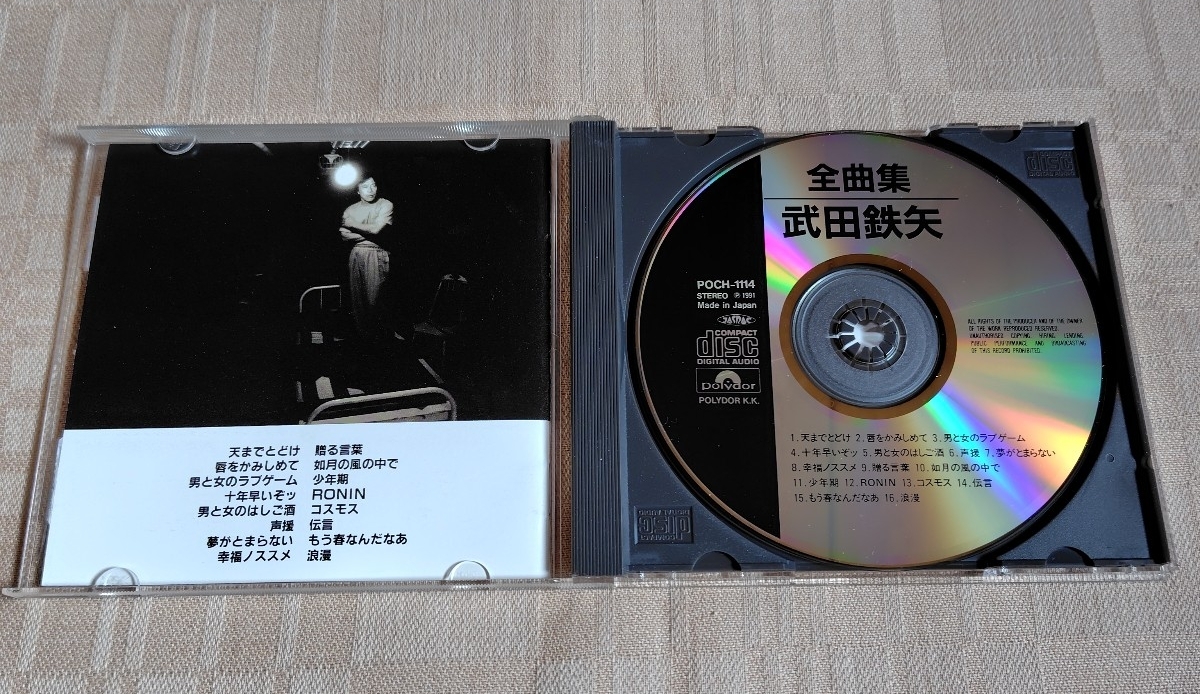 天までとどけ 贈る言葉
唇をかみしめて 如月の風の中で
男と女のラブゲーム 少年期
十年早いぞッ RONIN
男と女のはしご酒 コスモス
声援 伝言
夢がとまらない もう春なんだなあ
幸福ノススメ 浪漫
全曲集
武田鉄矢
POCH-1114
STEREO ℗1991
Made in Japan
JASRAC
COMPACT
disc
DIGITAL AUDIO
polydor
POLYDOR K.K.
ALL RIGHTS OF THE PRODUCER AND OF THE OWNER
OF THE WORK REPRODUCED RESERVED.
UNAUTHORISED COPYING, HIRING, LENDING,
PUBLIC PERFORMANCE AND BROADCASTING
OF THIS RECORD PROHIBITED.
1. 天までとどけ 2. 唇をかみしめて 3. 男と女のラブゲーム
4. 十年早いぞッ 5. 男と女のはしご酒 6. 声援 7. 夢がとまらない
8. 幸福ノススメ 9. 贈る言葉 10. 如月の風の中で
11. 少年期 12. RONIN 13. コスモス 14. 伝言
15. もう春なんだなあ 16. 浪漫
disc
DIGITAL AUDIO
COMPACT
disc
DIGITAL AUDIO